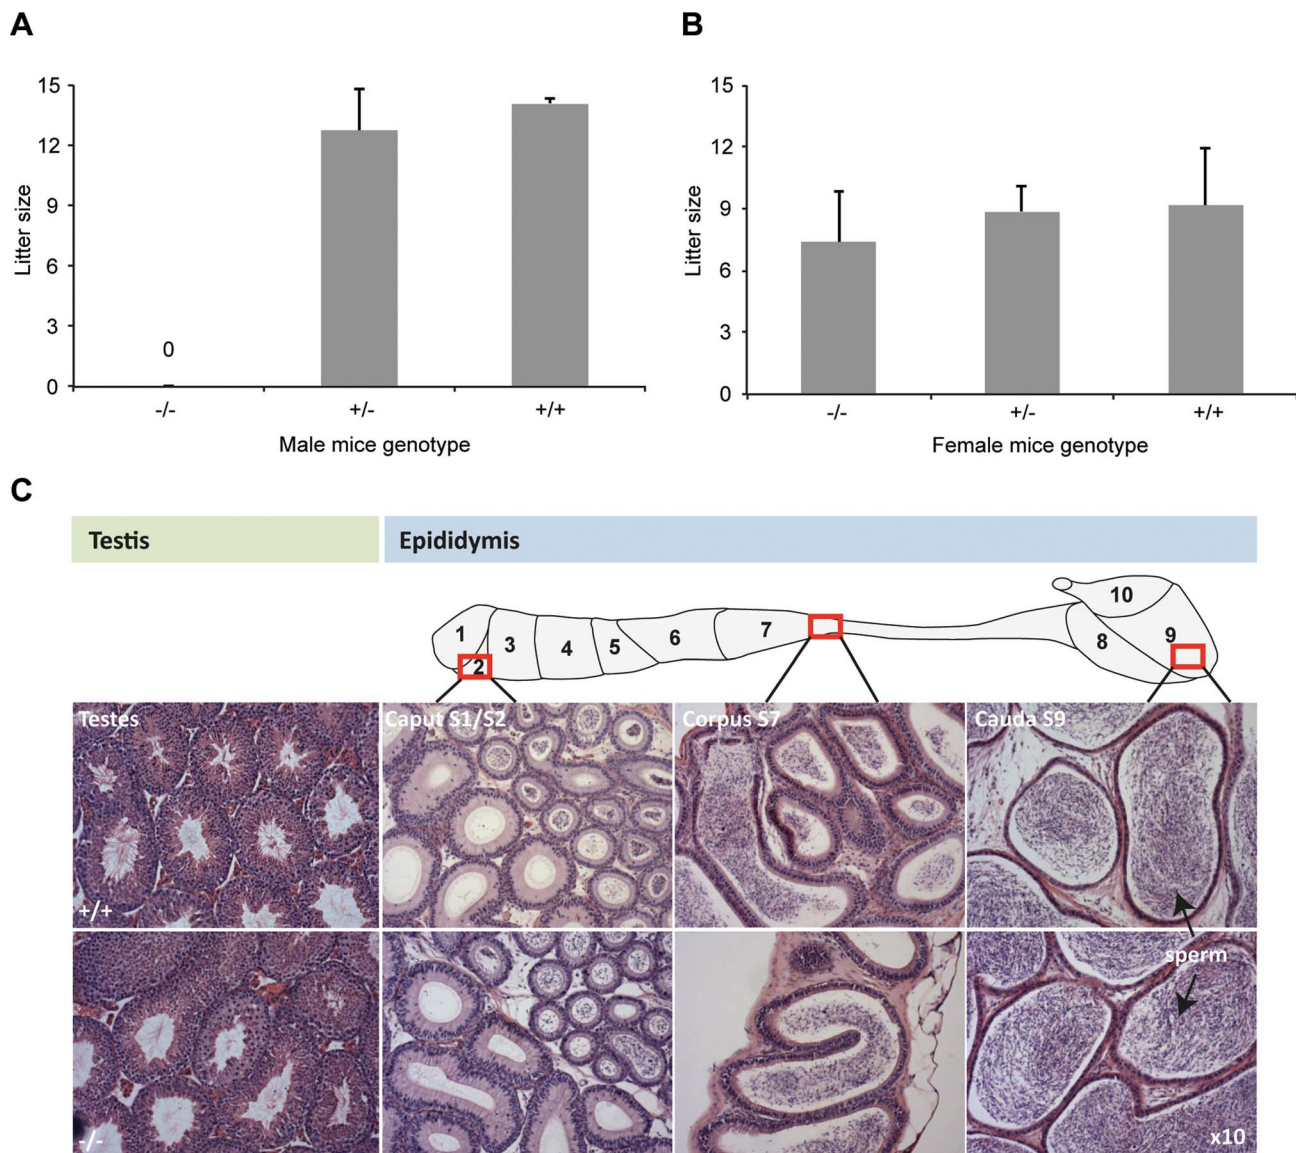 A
15
12
9
6
3
0
Litter size
0
-/-
+/-
+/+
Male mice genotype
B
15
12
9
6
3
0
Litter size
-/-
+/-
+/+
Female mice genotype
C
Testis
Epididymis
1
2
3
4
5
6
7
8
9
10
Testes
Caput S1/S2
Corpus S7
Cauda S9
+/+
sperm
-/-
x10